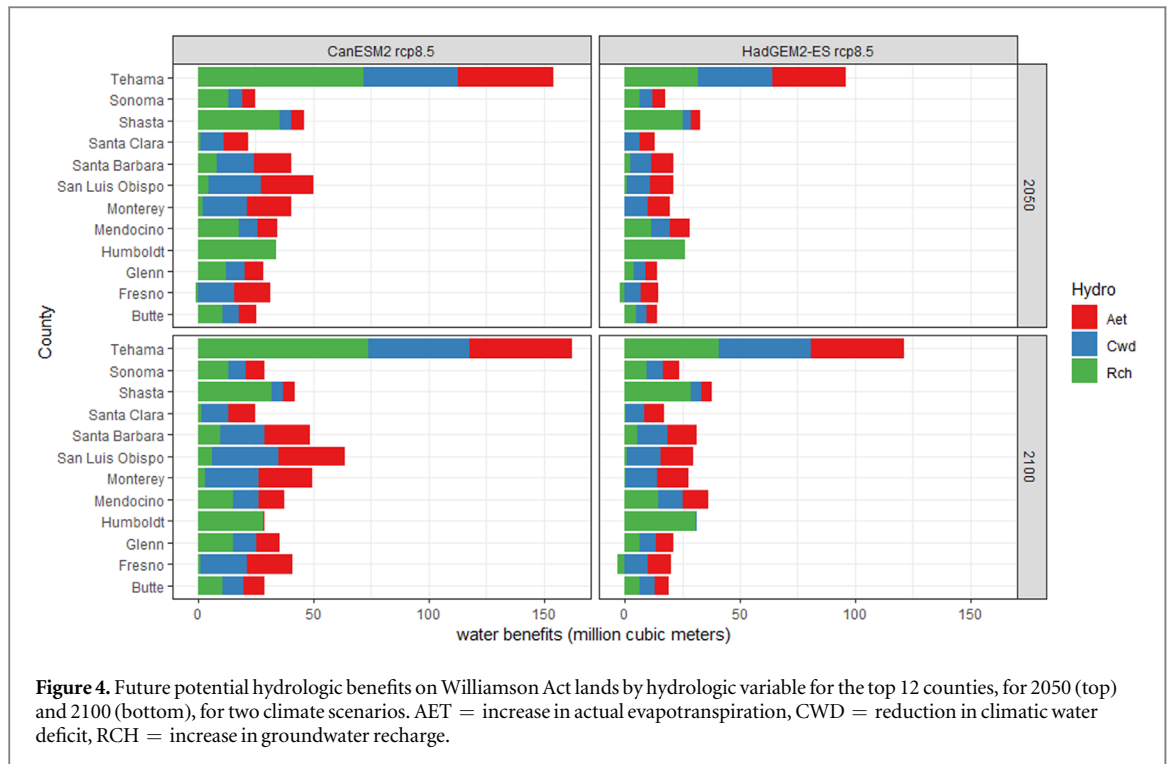 CanESM2 rcp8.5
HadGEM2-ES rcp8.5
County
Tehama
Sonoma
Shasta
Santa Clara
Santa Barbara
San Luis Obispo
Monterey
Mendocino
Humboldt
Glenn
Fresno
Butte
2050
Tehama
Sonoma
Shasta
Santa Clara
Santa Barbara
San Luis Obispo
Monterey
Mendocino
Humboldt
Glenn
Fresno
Butte
2100
0 50 100 150
0 50 100 150
water benefits (million cubic meters)
Hydro
Aet
Cwd
Rch
Figure 4. Future potential hydrologic benefits on Williamson Act lands by hydrologic variable for the top 12 counties, for 2050 (top)
and 2100 (bottom), for two climate scenarios. AET = increase in actual evapotranspiration, CWD = reduction in climatic water
deficit, RCH = increase in groundwater recharge.